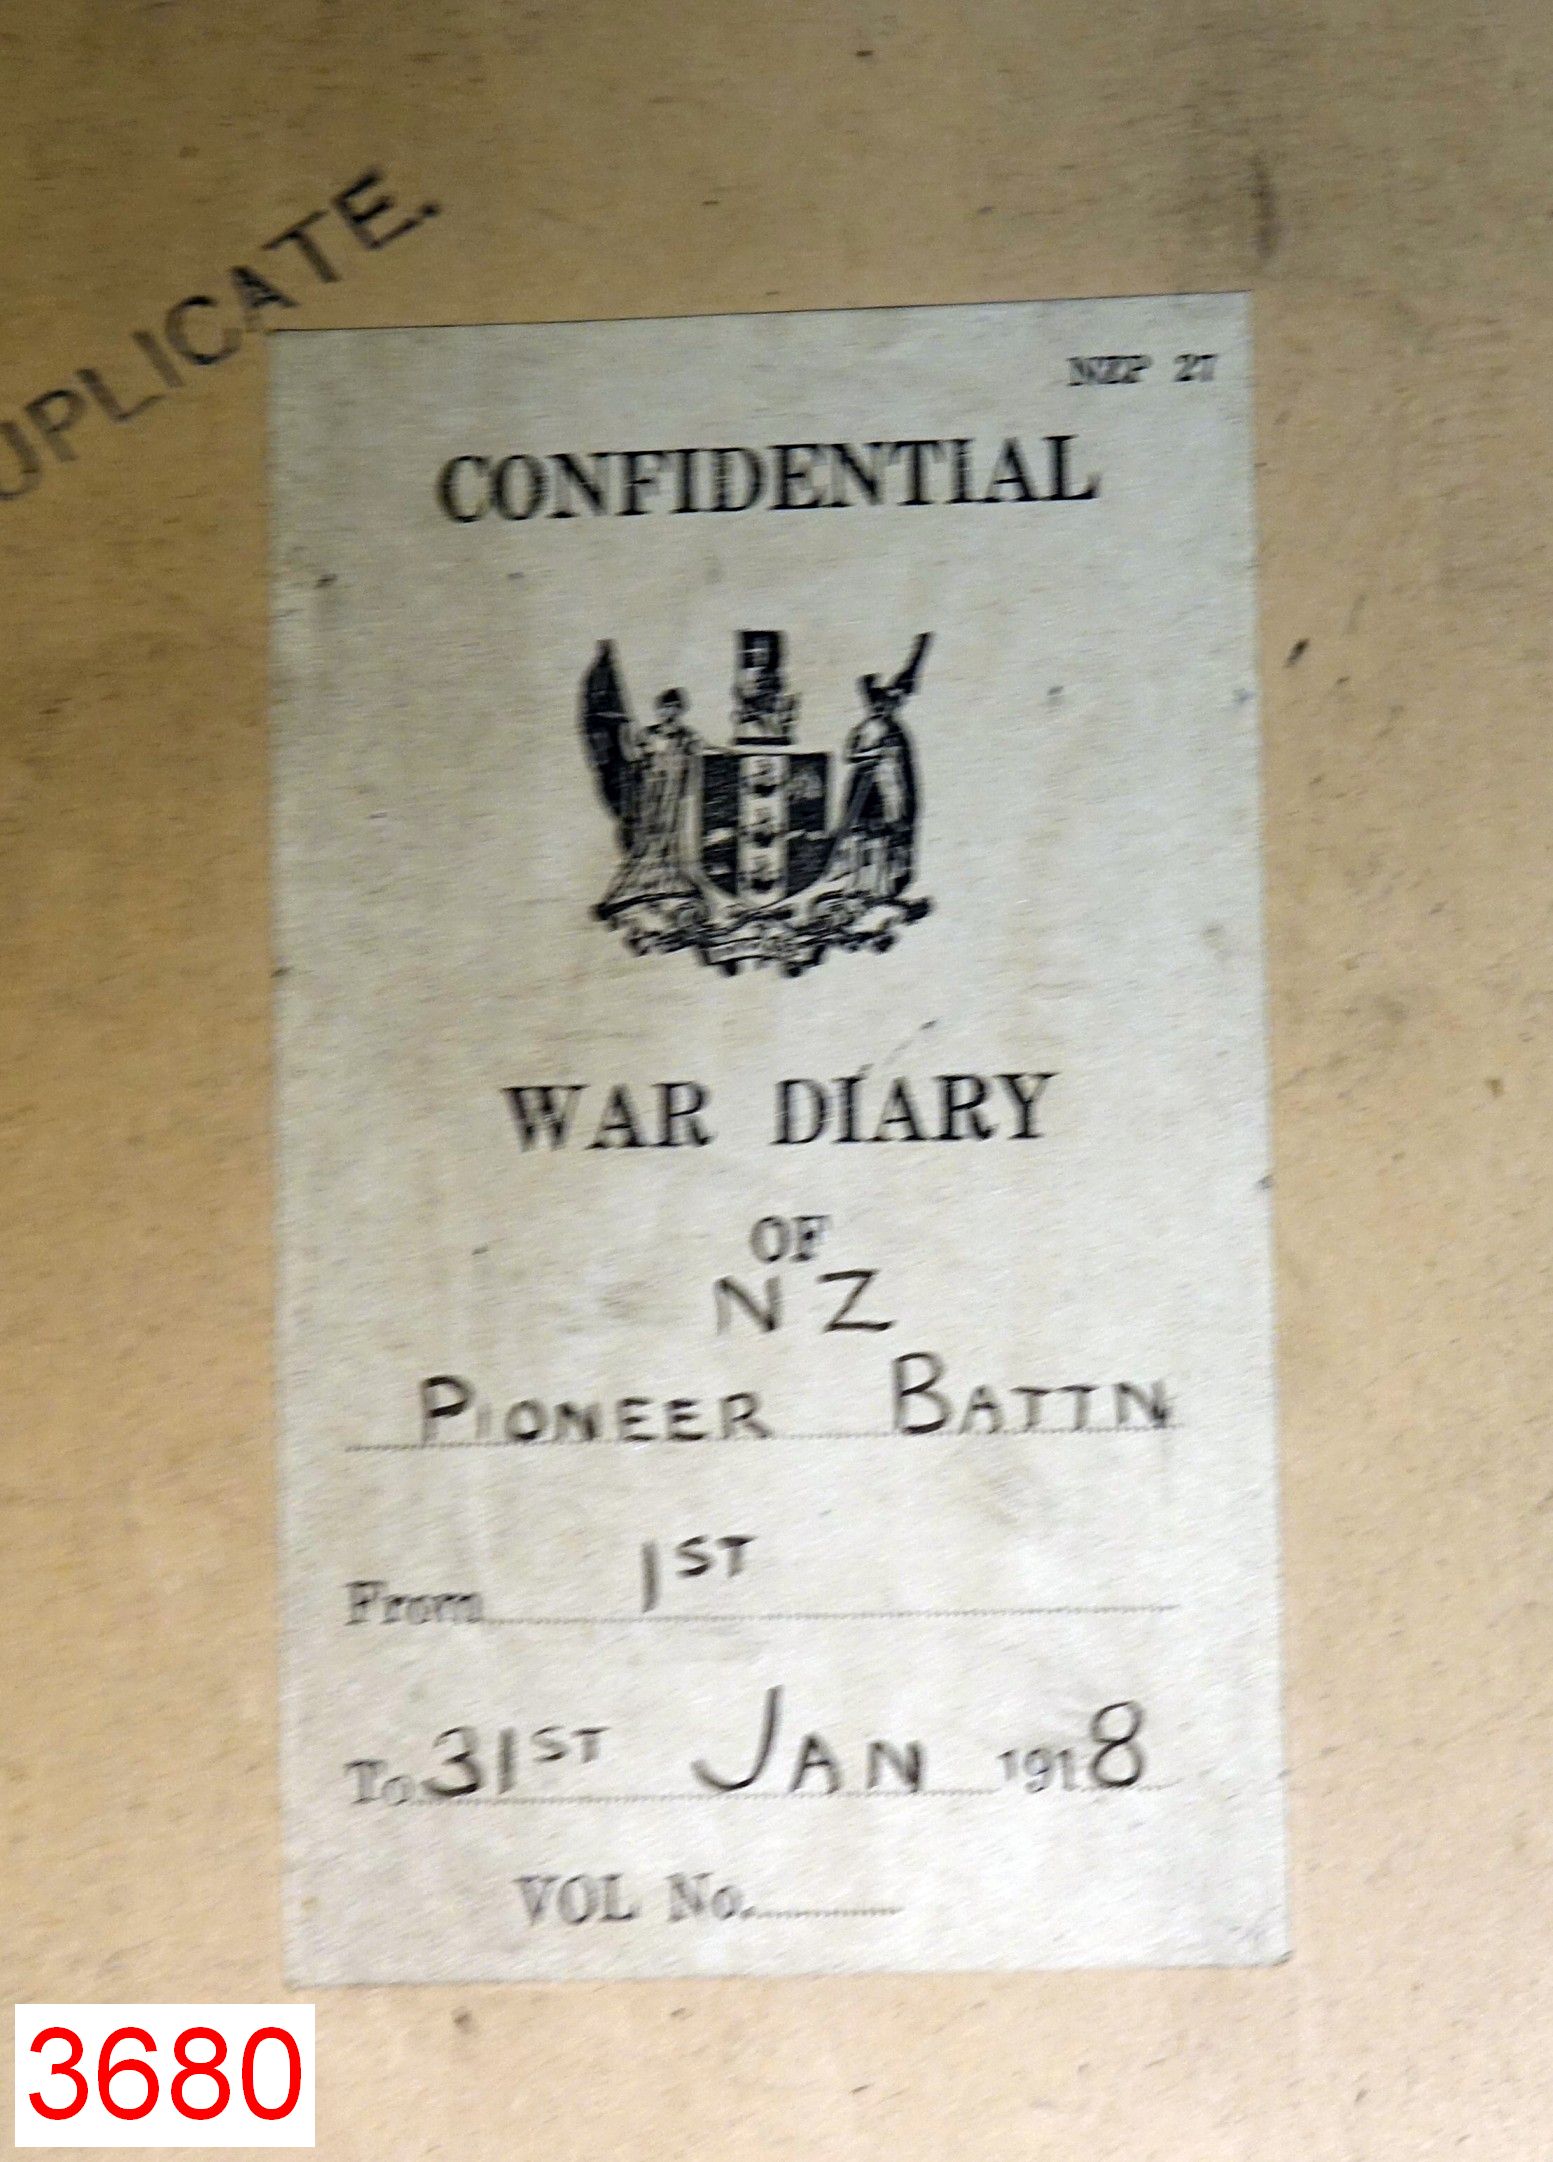 UPLICATE.
NZP 27
CONFIDENTIAL
WAR DIARY
OF
NZ
PIONEER BATTN
From 1ST
To 31ST JAN 1918
VOL No.
3680